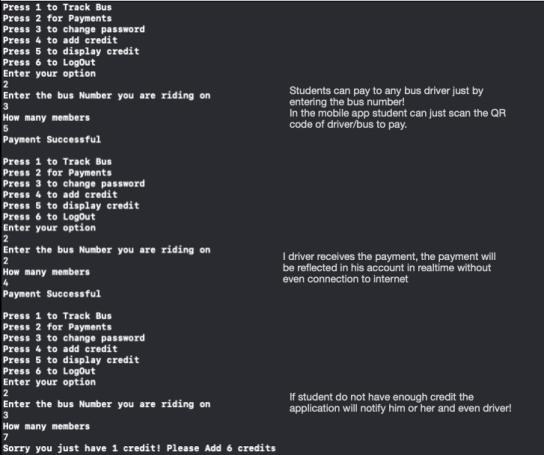 Press 1 to Track Bus
Press 2 for Payments
Press 3 to change password
Press 4 to add credit
Press 5 to display credit
Press 6 to LogOut
Enter your option
2
Enter the bus Number you are riding on
3
How many members
5
Payment Successful
Students can pay to any bus driver just by
entering the bus number!
In the mobile app student can just scan the QR
code of driver/bus to pay.
Press 1 to Track Bus
Press 2 for Payments
Press 3 to change password
Press 4 to add credit
Press 5 to display credit
Press 6 to LogOut
Enter your option
2
Enter the bus Number you are riding on
2
How many members
4
Payment Successful
I driver receives the payment, the payment will
be reflected in his account in realtime without
even connection to internet
Press 1 to Track Bus
Press 2 for Payments
Press 3 to change password
Press 4 to add credit
Press 5 to display credit
Press 6 to LogOut
Enter your option
2
Enter the bus Number you are riding on
3
How many members
7
Sorry you just have 1 credit! Please Add 6 credits
If student do not have enough credit the
application will notify him or her and even driver!